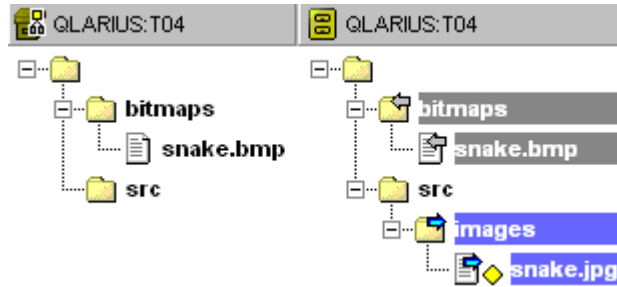 QLARIUS:T04
bitmaps
snake.bmp
src
QLARIUS:T04
bitmaps
snake.bmp
src
images
snake.jpg